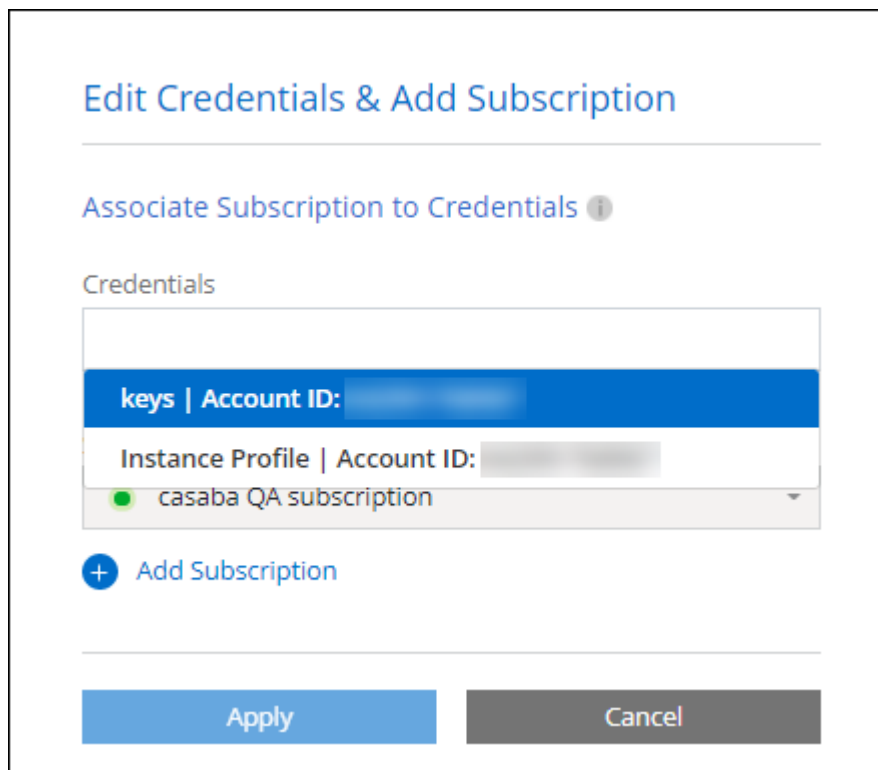 Edit Credentials & Add Subscription
Associate Subscription to Credentials
Credentials
keys | Account ID:
Instance Profile | Account ID:
casaba QA subscription
Add Subscription
Apply
Cancel